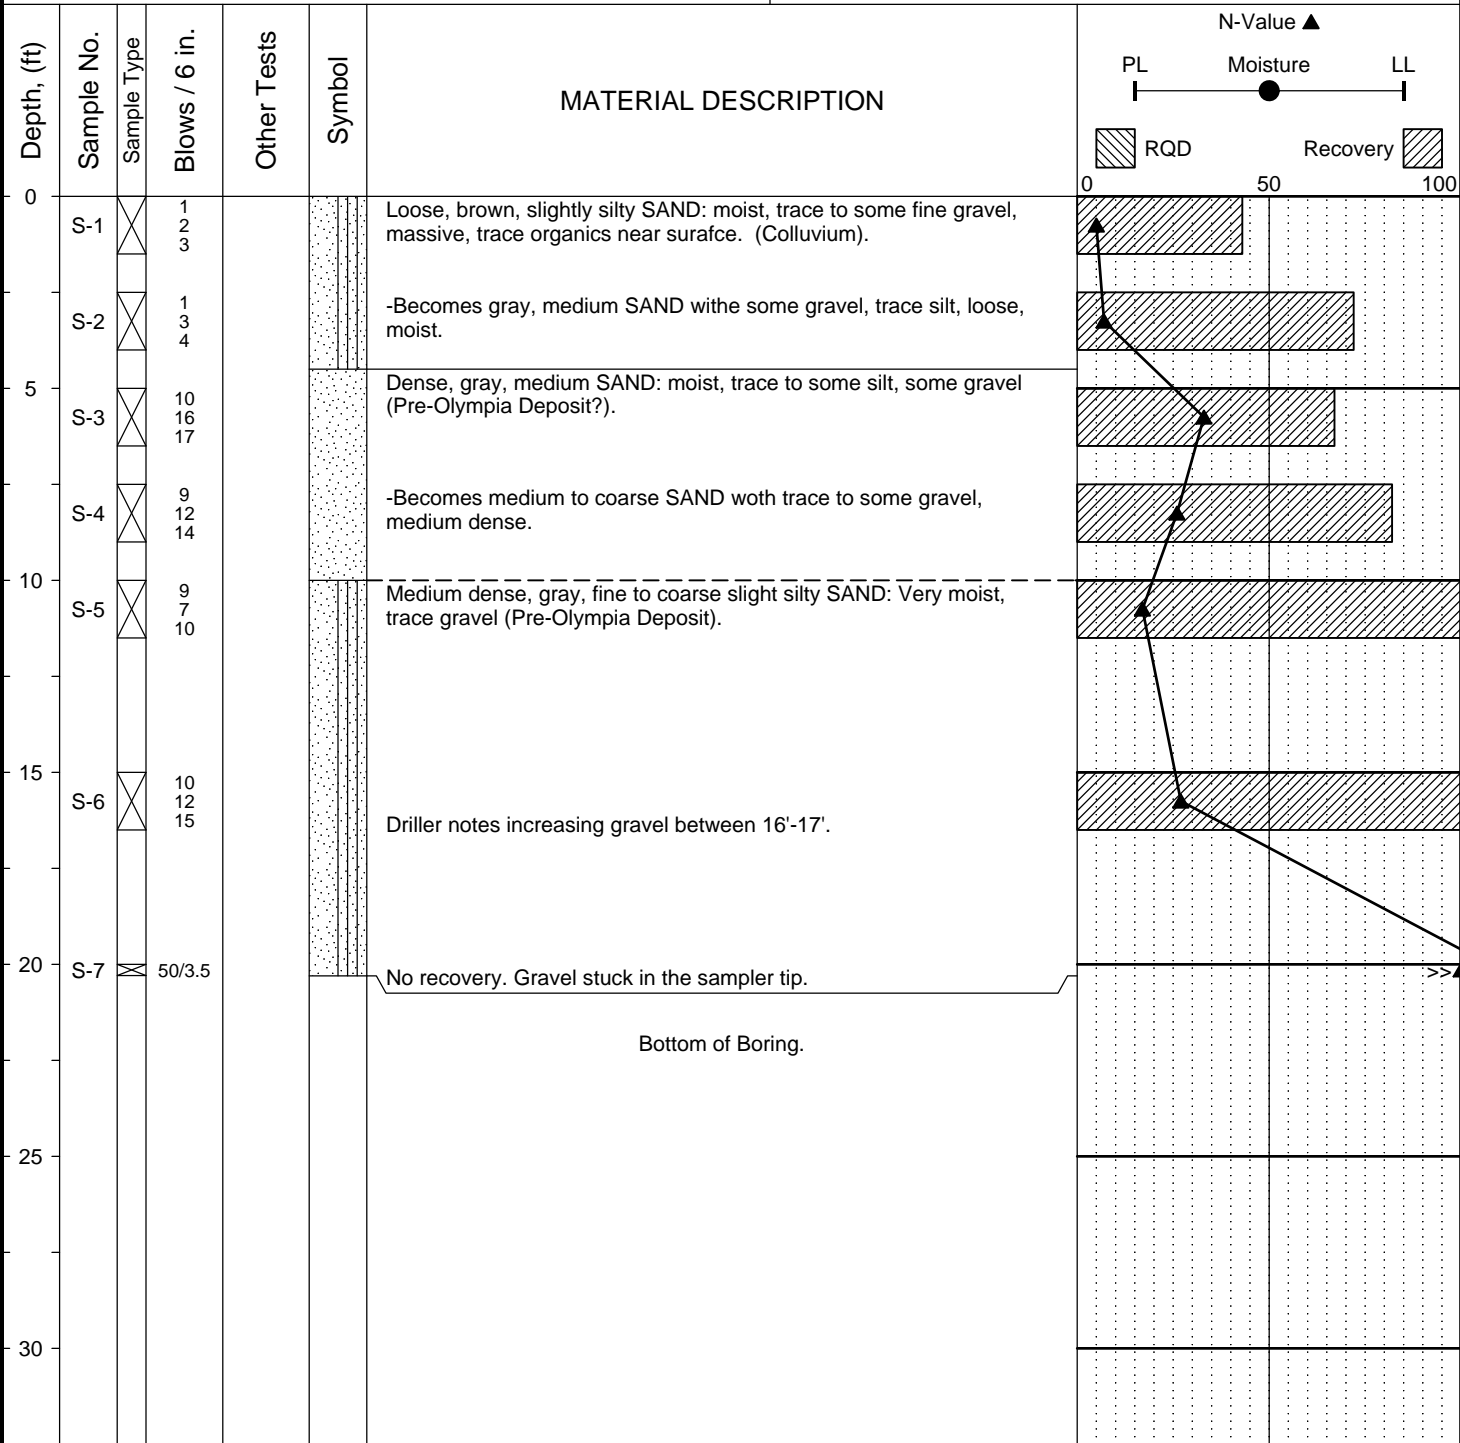 Depth, (ft)
Sample No.
Sample Type
Blows / 6 in.
Other Tests
Symbol
MATERIAL DESCRIPTION
N-Value
PL Moisture LL
RQD Recovery
0 50 100
0
S-1
1
2
3
Loose, brown, slightly silty SAND: moist, trace to some fine gravel,
massive, trace organics near surafce. (Colluvium).
S-2
1
3
4
-Becomes gray, medium SAND withe some gravel, trace silt, loose,
moist.
5
S-3
10
16
17
Dense, gray, medium SAND: moist, trace to some silt, some gravel
(Pre-Olympia Deposit?).
S-4
9
12
14
-Becomes medium to coarse SAND woth trace to some gravel,
medium dense.
10
S-5
9
7
10
Medium dense, gray, fine to coarse slight silty SAND: Very moist,
trace gravel (Pre-Olympia Deposit).
15
S-6
10
12
15
Driller notes increasing gravel between 16'-17'.
20
S-7
50/3.5
No recovery. Gravel stuck in the sampler tip.
>>
Bottom of Boring.
25
30